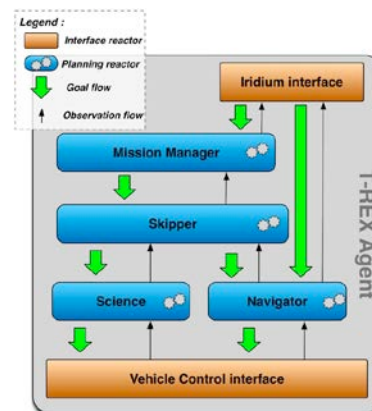 Legend :
Interface reactor
Planning reactor
Goal flow
Observation flow
Iridium interface
Mission Manager
Skipper
Science
Navigator
Vehicle Control interface
T-REX Agent